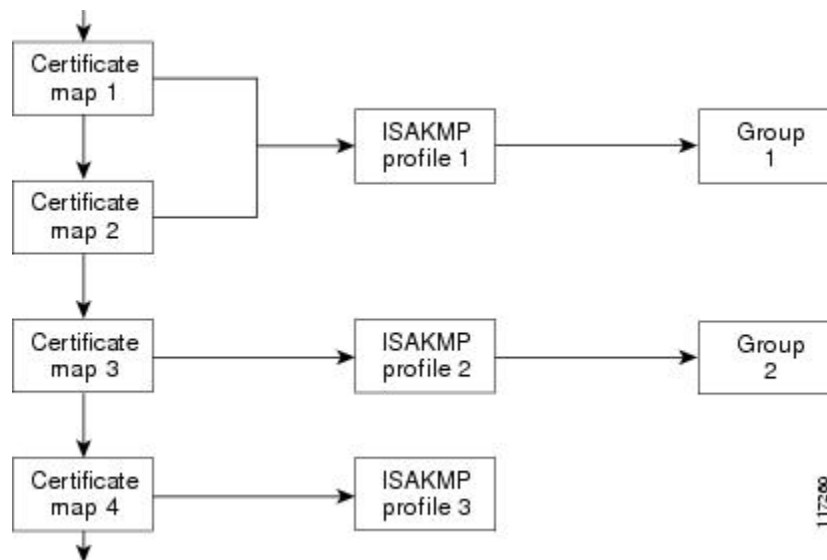 Certificate
map 1
ISAKMP
profile 1
Group
1
Certificate
map 2
Certificate
map 3
ISAKMP
profile 2
Group
2
Certificate
map 4
ISAKMP
profile 3
117269